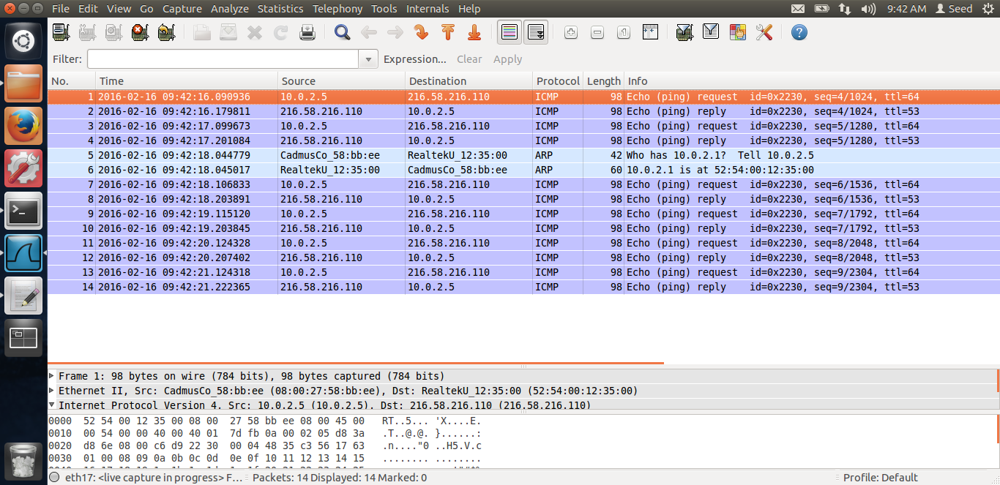 File Edit View Go Capture Analyze Statistics Telephony Tools Internals Help 9:42 AM Seed
Filter: Expression... Clear Apply
No. Time Source Destination Protocol Length Info
1 2016-02-16 09:42:16.090936 10.0.2.5 216.58.216.110 ICMP 98 Echo (ping) request id=0x2230, seq=4/1024, ttl=64
2 2016-02-16 09:42:16.179811 216.58.216.110 10.0.2.5 ICMP 98 Echo (ping) reply id=0x2230, seq=4/1024, ttl=53
3 2016-02-16 09:42:17.099673 10.0.2.5 216.58.216.110 ICMP 98 Echo (ping) request id=0x2230, seq=5/1280, ttl=64
4 2016-02-16 09:42:17.201084 216.58.216.110 10.0.2.5 ICMP 98 Echo (ping) reply id=0x2230, seq=5/1280, ttl=53
5 2016-02-16 09:42:18.044779 CadmusCo_58:bb:ee RealtekU_12:35:00 ARP 42 Who has 10.0.2.1? Tell 10.0.2.5
6 2016-02-16 09:42:18.045017 RealtekU_12:35:00 CadmusCo_58:bb:ee ARP 60 10.0.2.1 is at 52:54:00:12:35:00
7 2016-02-16 09:42:18.106833 10.0.2.5 216.58.216.110 ICMP 98 Echo (ping) request id=0x2230, seq=6/1536, ttl=64
8 2016-02-16 09:42:18.203891 216.58.216.110 10.0.2.5 ICMP 98 Echo (ping) reply id=0x2230, seq=6/1536, ttl=53
9 2016-02-16 09:42:19.115120 10.0.2.5 216.58.216.110 ICMP 98 Echo (ping) request id=0x2230, seq=7/1792, ttl=64
10 2016-02-16 09:42:19.203845 216.58.216.110 10.0.2.5 ICMP 98 Echo (ping) reply id=0x2230, seq=7/1792, ttl=53
11 2016-02-16 09:42:20.124328 10.0.2.5 216.58.216.110 ICMP 98 Echo (ping) request id=0x2230, seq=8/2048, ttl=64
12 2016-02-16 09:42:20.207402 216.58.216.110 10.0.2.5 ICMP 98 Echo (ping) reply id=0x2230, seq=8/2048, ttl=53
13 2016-02-16 09:42:21.124318 10.0.2.5 216.58.216.110 ICMP 98 Echo (ping) request id=0x2230, seq=9/2304, ttl=64
14 2016-02-16 09:42:21.222365 216.58.216.110 10.0.2.5 ICMP 98 Echo (ping) reply id=0x2230, seq=9/2304, ttl=53
Frame 1: 98 bytes on wire (784 bits), 98 bytes captured (784 bits)
Ethernet II, Src: CadmusCo_58:bb:ee (08:00:27:58:bb:ee), Dst: RealtekU_12:35:00 (52:54:00:12:35:00)
Internet Protocol Version 4, Src: 10.0.2.5 (10.0.2.5), Dst: 216.58.216.110 (216.58.216.110)
0000 52 54 00 12 35 00 08 00 27 58 bb ee 08 00 45 00 RT..5... 'X....E.
0010 00 54 00 00 40 00 40 01 7d fb 0a 00 02 05 d8 3a .T..@.@. }......:
0020 d8 6e 08 00 c6 d9 22 30 00 04 48 35 c3 56 17 63 .n...."0 ..H5.V.c
0030 01 00 08 09 0a 0b 0c 0d 0e 0f 10 11 12 13 14 15 ........ ........
eth17: <live capture in progress> F... Packets: 14 Displayed: 14 Marked: 0 Profile: Default